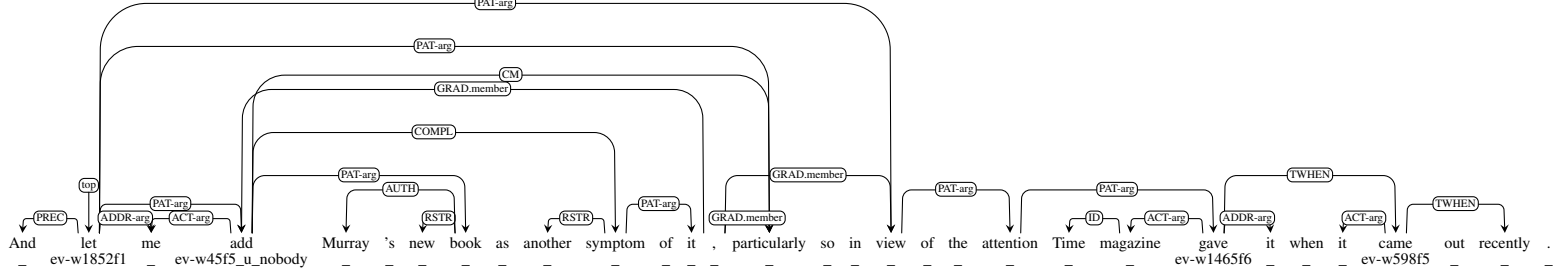 PAT-arg
PAT-arg
CM
GRAD.member
COMPL
PAT-arg GRAD.member TWHEN
top AUTH PAT-arg PAT-arg
PAT-arg PAT-arg TWHEN
PREC ADDR-arg ACT-arg RSTR RSTR GRAD.member ID ACT-arg ADDR-arg ACT-arg
And let me add Murray 's new book as another symptom of it , particularly so in view of the attention Time magazine gave it when it came out recently .
_ ev-w1852f1 _ ev-w45f5_u_nobody _ _ _ _ _ _ _ _ _ _ _ _ _ _ _ _ _ _ _ ev-w1465f6 _ _ _ ev-w598f5 _ _ _